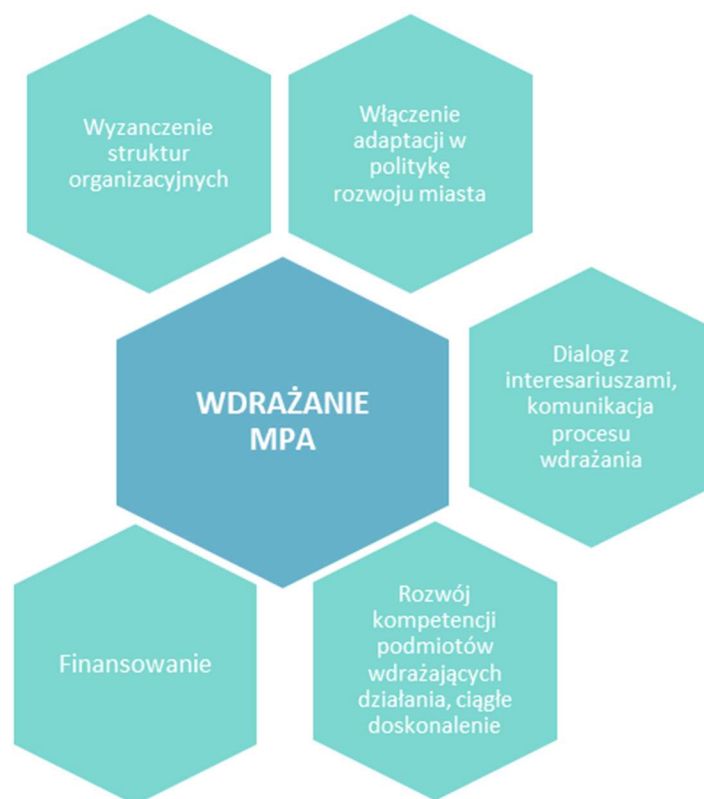 Wyzanczenie
struktur
organizacyjnych
Włączenie
adaptacji w
politykę
rozwoju miasta
WDRAŻANIE
MPA
Dialog z
interesariuszami,
komunikacja
procesu
wdrażania
Finansowanie
Rozwój
kompetencji
podmiotów
wdrażających
działania, ciągłe
doskonalenie